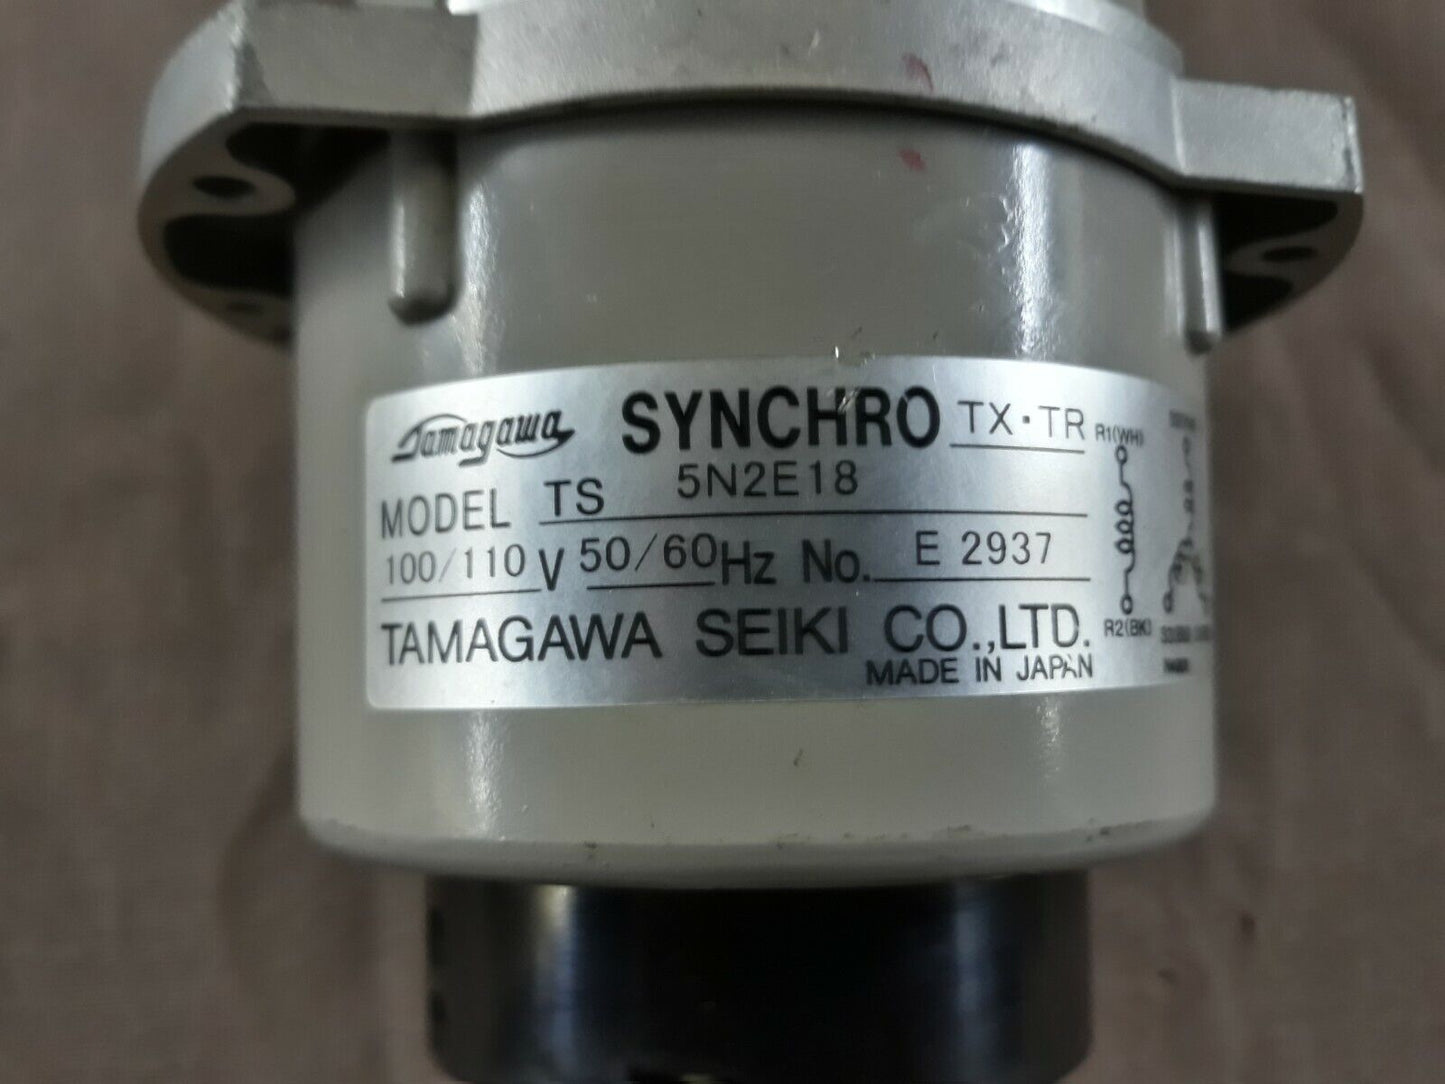 Tamagawa SYNCHRO TX·TR
MODEL TS 5N2E18
100/110 V 50/60 Hz No. E 2937
TAMAGAWA SEIKI CO.,LTD.
MADE IN JAPAN
R1(WH)
R2(BK)